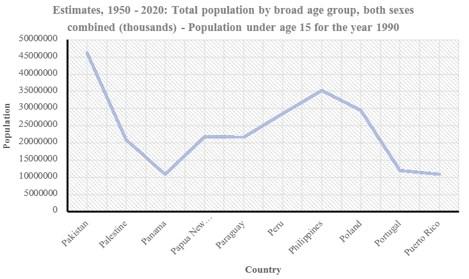 Estimates, 1950 - 2020: Total population by broad age group, both sexes
combined (thousands) - Population under age 15 for the year 1990
Population
50000000
45000000
40000000
35000000
30000000
25000000
20000000
15000000
10000000
5000000
0
Pakistan
Palestine
Panama
Papua New…
Paraguay
Peru
Philippines
Poland
Portugal
Puerto Rico
Country